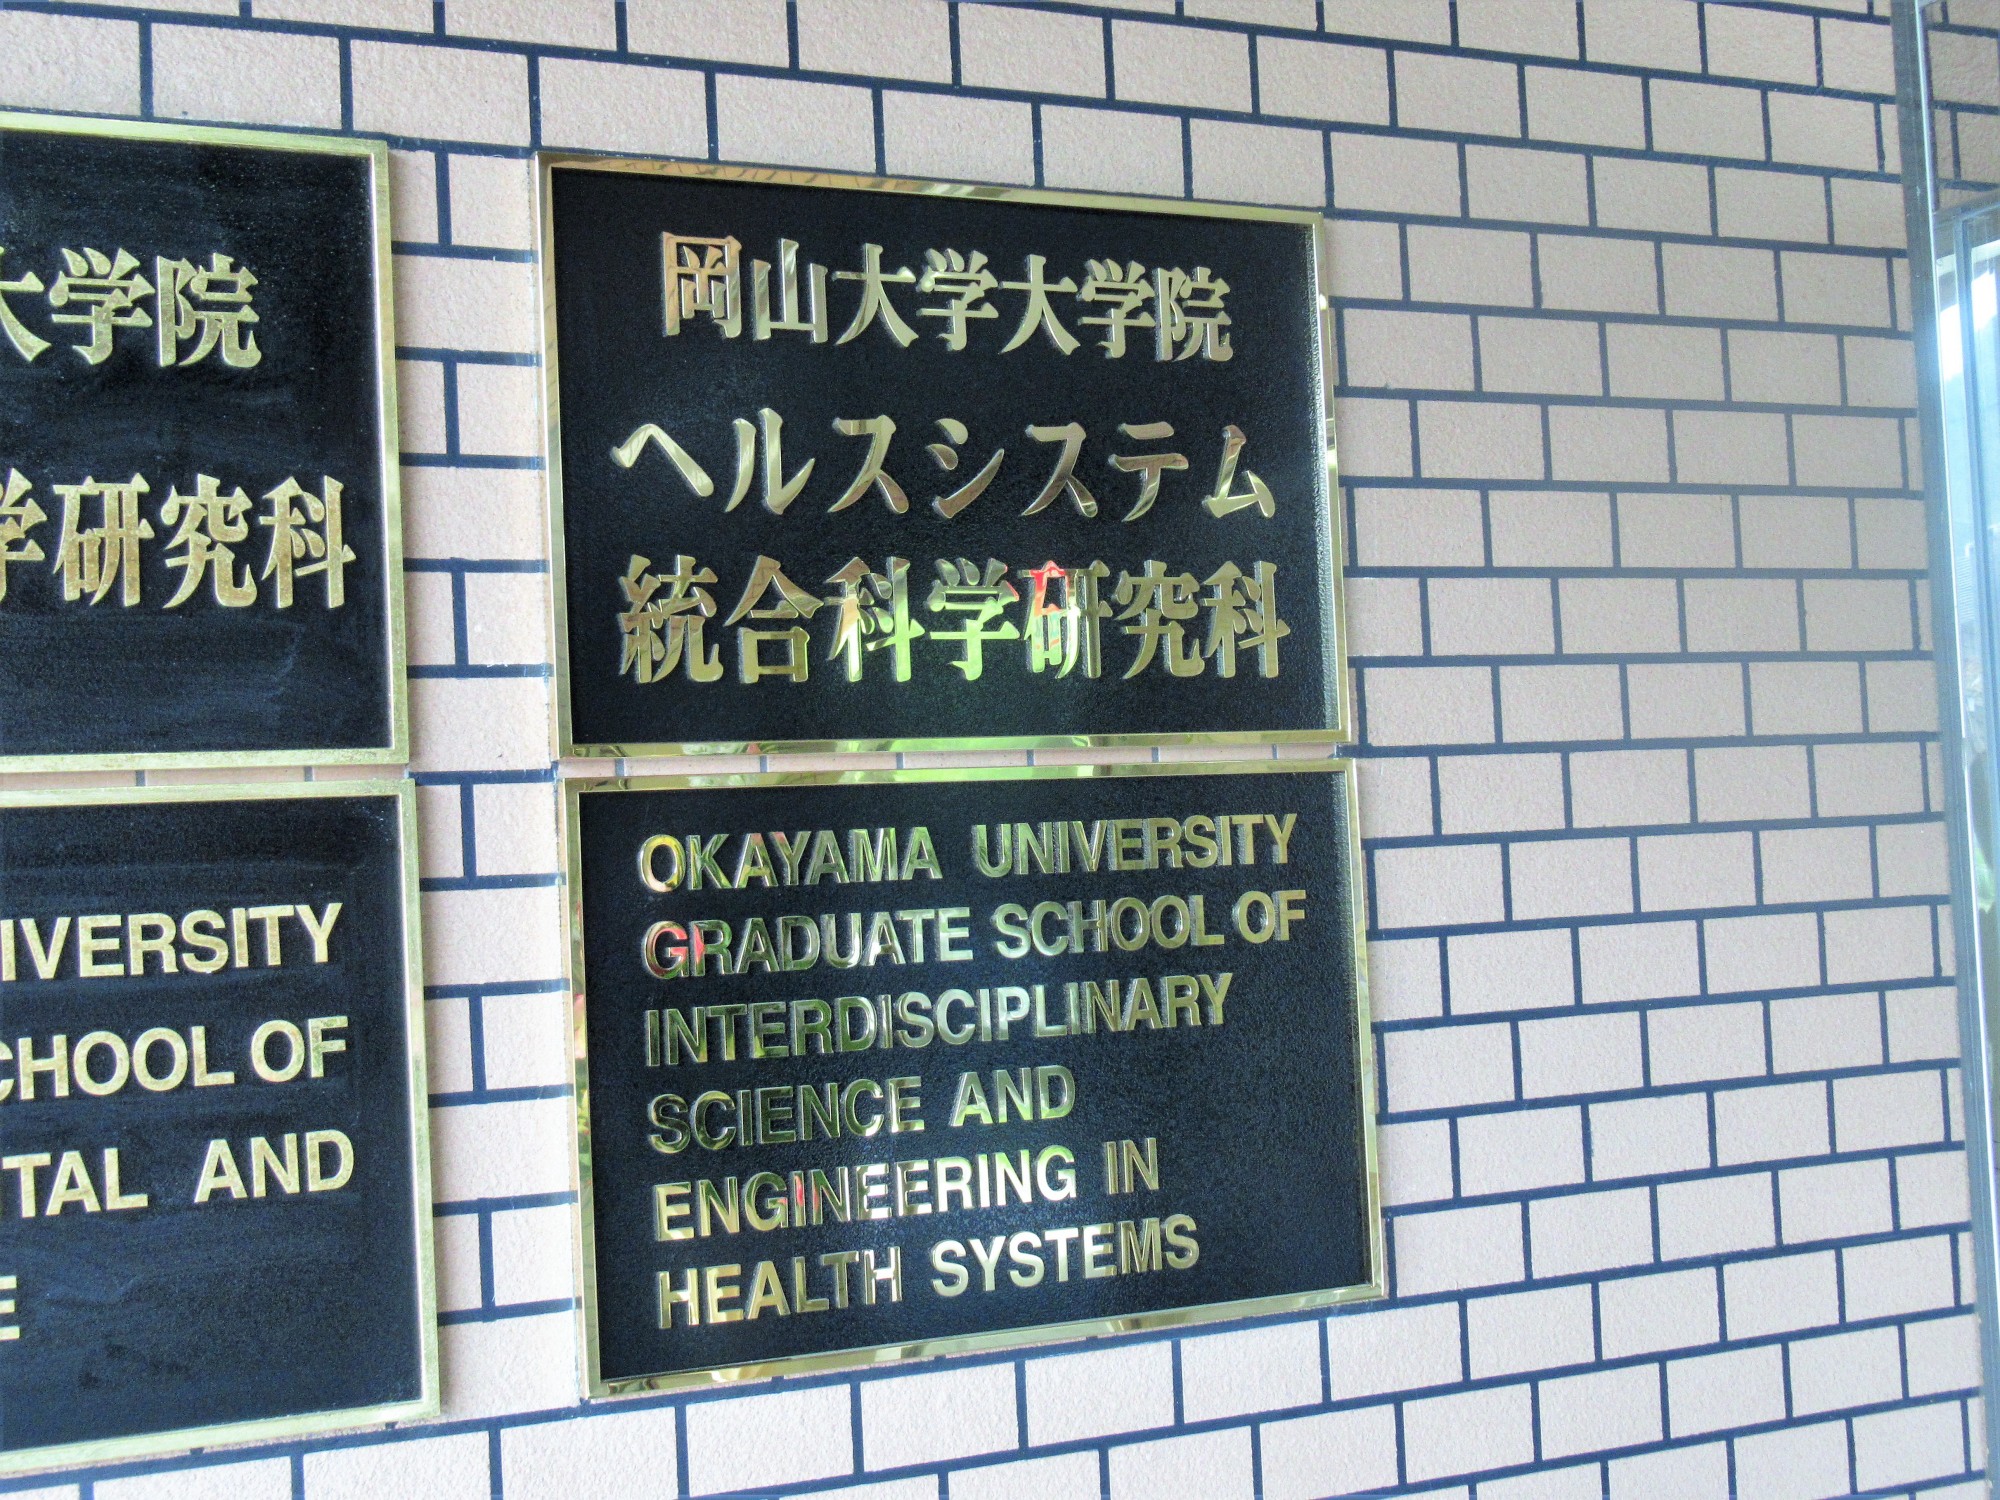 大学院
学研究科
IVERSITY
CHOOL OF
TAL AND
E
岡山大学大学院
ヘルスシステム
統合科学研究科
OKAYAMA UNIVERSITY
GRADUATE SCHOOL OF
INTERDISCIPLINARY
SCIENCE AND
ENGINEERING IN
HEALTH SYSTEMS